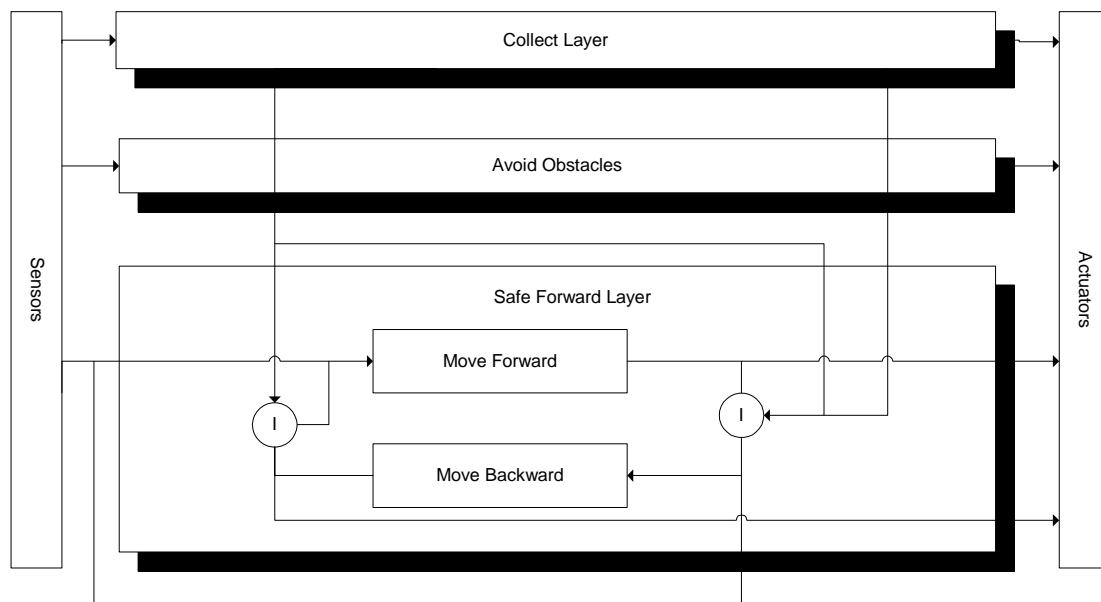 Collect Layer
Avoid Obstacles
Sensors
Actuators
Safe Forward Layer
Move Forward
I
I
Move Backward